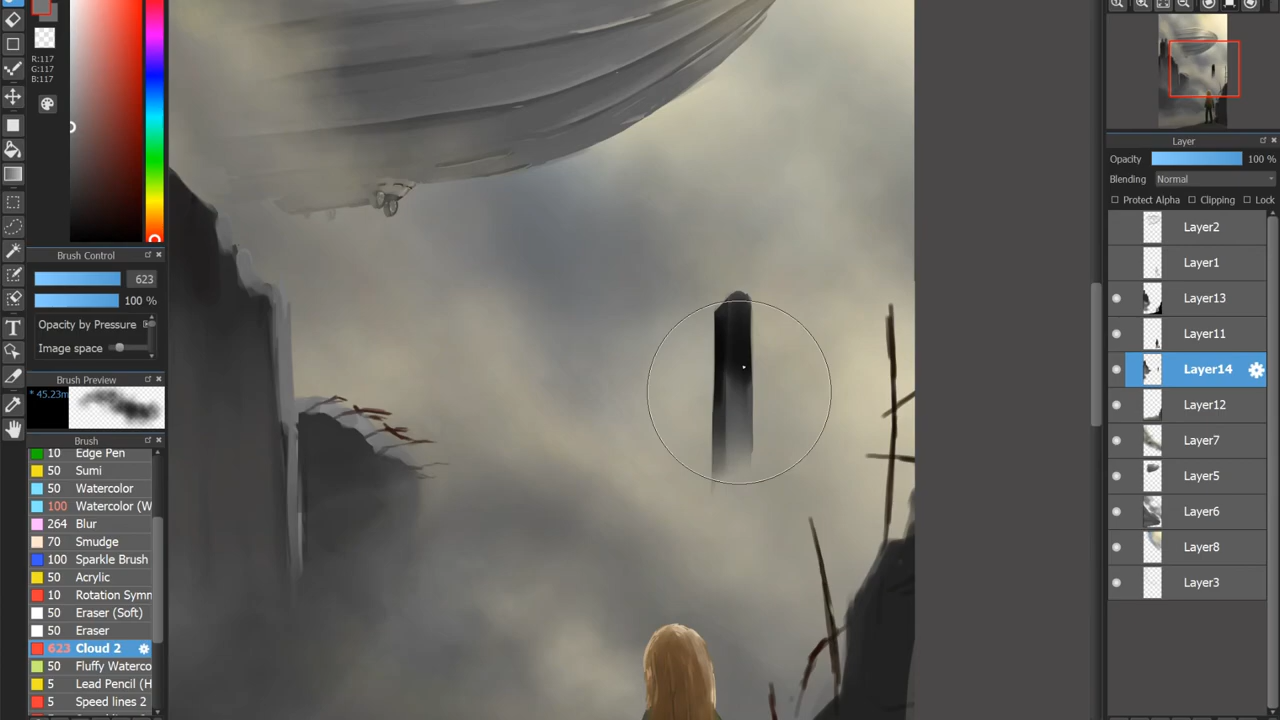 R:117
G:117
B:117
Brush Control
623
100 %
Opacity by Pressure
Image space
Brush Preview
* 45.23m
Brush
10 Edge Pen
50 Sumi
50 Watercolor
100 Watercolor (W
264 Blur
70 Smudge
100 Sparkle Brush
50 Acrylic
10 Rotation Symm
50 Eraser (Soft)
50 Eraser
623 Cloud 2
50 Fluffy Waterco
5 Lead Pencil (H
5 Speed lines 2
Layer
Opacity 100 %
Blending Normal
Protect Alpha Clipping Lock
Layer2
Layer1
Layer13
Layer11
Layer14
Layer12
Layer7
Layer5
Layer6
Layer8
Layer3